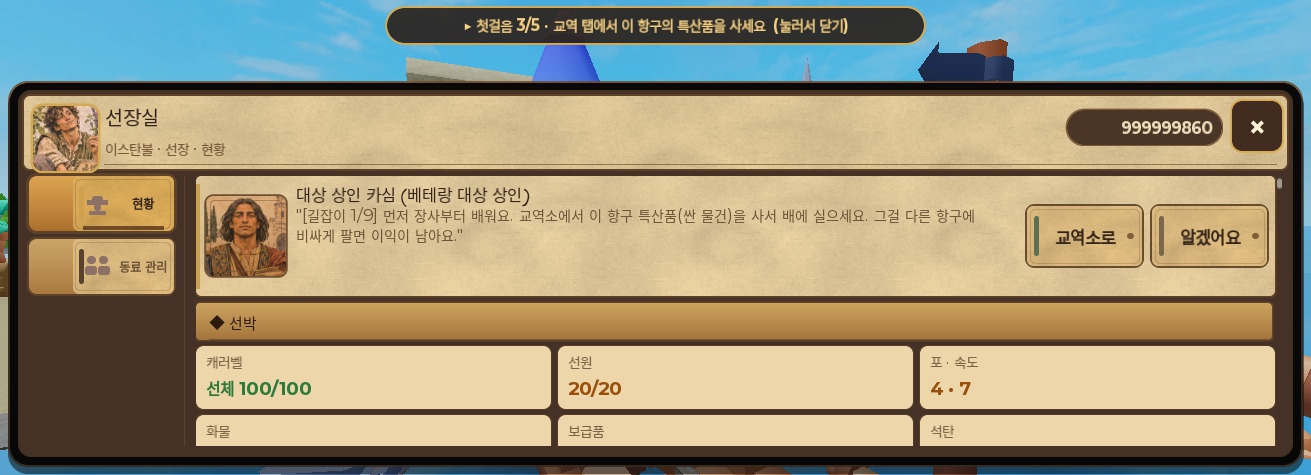 ▸ 첫걸음 3/5 · 교역 탭에서 이 항구의 특산품을 사세요 (눌러서 닫기)
선장실
이스탄불 · 선장 · 현황
999999860
×
현황
동료 관리
대상 상인 카심 (베테랑 대상 상인)
"[길잡이 1/9] 먼저 장사부터 배워요. 교역소에서 이 항구 특산품(싼 물건)을 사서 배에 실으세요. 그걸 다른 항구에
비싸게 팔면 이익이 남아요."
교역소로
알겠어요
◆ 선박
캐러벨
선체 100/100
선원
20/20
포 · 속도
4 · 7
화물
보급품
석탄